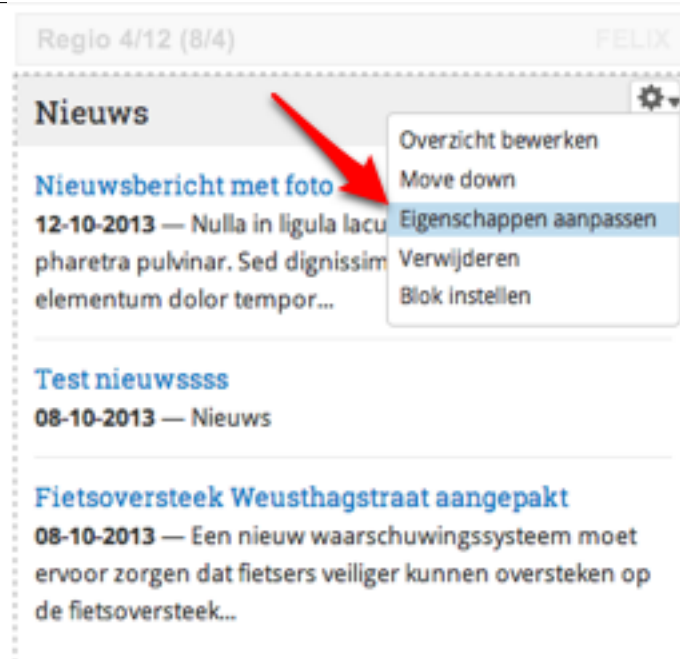 Regio 4/12 (8/4) FELIX
Nieuws
Overzicht bewerken
Move down
Eigenschappen aanpassen
Verwijderen
Blok instellen
Nieuwsbericht met foto
12-10-2013 — Nulla in ligula lacu
pharetra pulvinar. Sed dignissim
elementum dolor tempor...
Test nieuwssss
08-10-2013 — Nieuws
Fietsoversteek Weusthagstraat aangepakt
08-10-2013 — Een nieuw waarschuwingssysteem moet
ervoor zorgen dat fietsers veiliger kunnen oversteken op
de fietsoversteek...